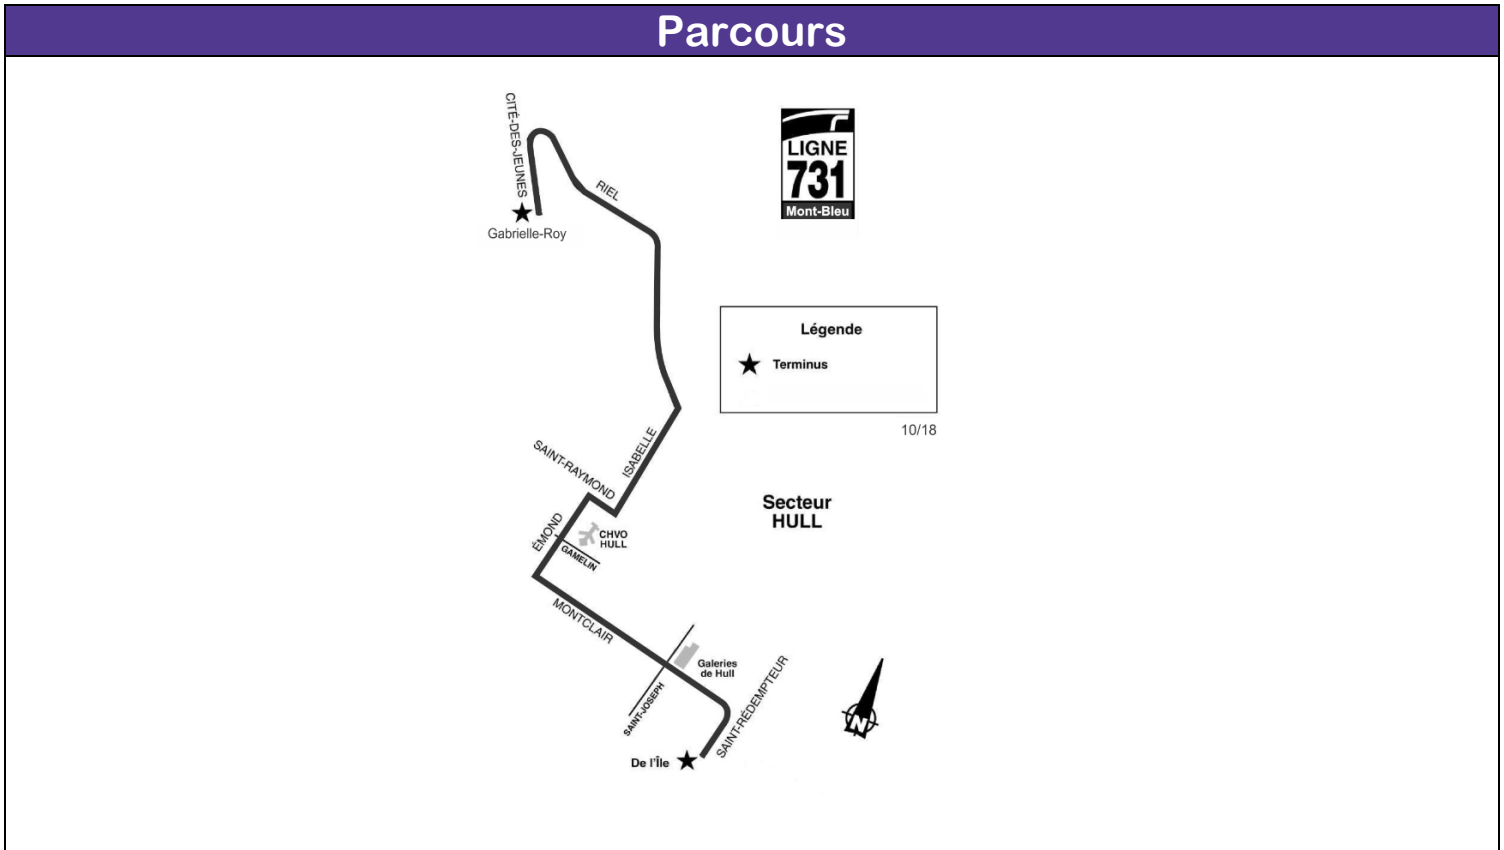 Parcours
CITÉ-DES-JEUNES
LIGNE
731
Mont-Bleu
RIEL
Gabrielle-Roy
Légende
Terminus
10/18
ISABELLE
SAINT-RAYMOND
Secteur
HULL
ÉMOND
CHVO
HULL
GAMELIN
MONTCLAIR
Galeries
de Hull
SAINT-JOSEPH
SAINT-RÉDEMPTEUR
N
De l'Île